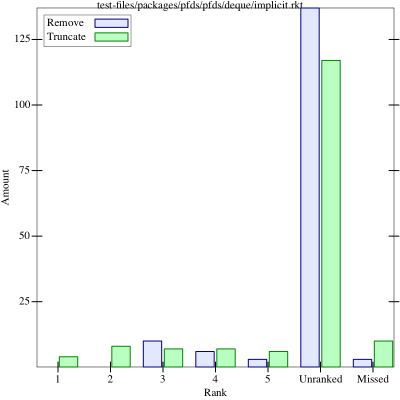 test-files/packages/pfds/pfds/deque/implicit.rkt
Remove
Truncate
125
100
75
50
25
Amount
1 2 3 4 5 Unranked Missed
Rank